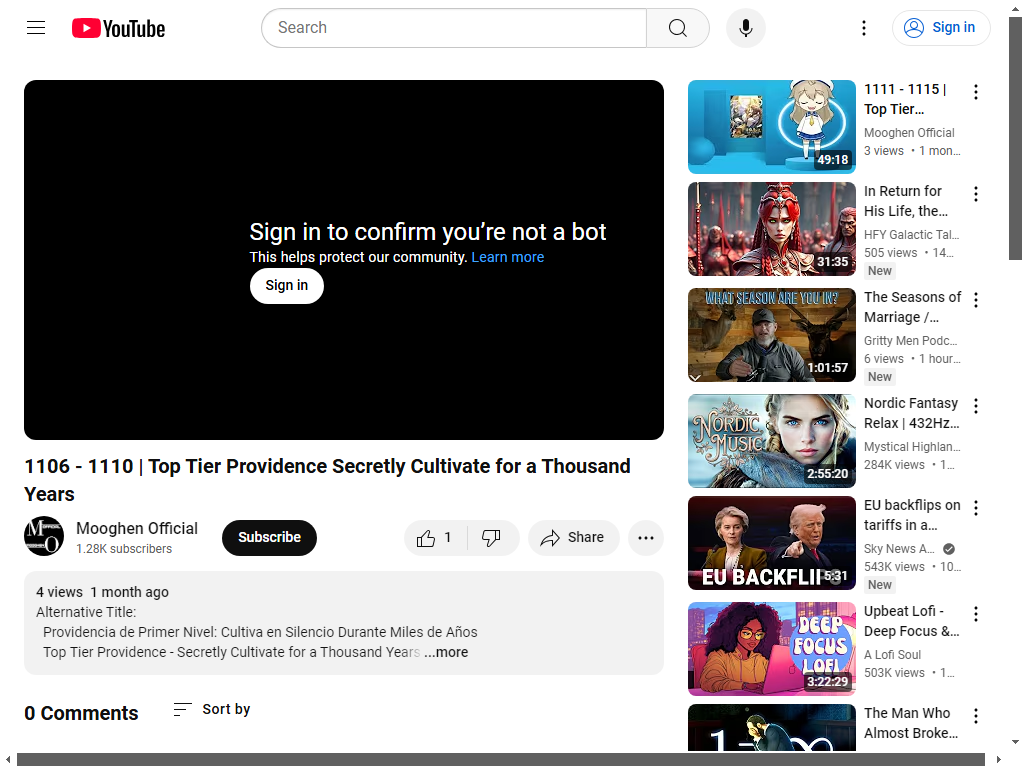 YouTube
Search
Sign in
Sign in to confirm you're not a bot
This helps protect our community. Learn more
Sign in
1106 - 1110 | Top Tier Providence Secretly Cultivate for a Thousand
Years
Mooghen Official
1.28K subscribers
Subscribe
1
Share
4 views 1 month ago
Alternative Title:
Providencia de Primer Nivel: Cultiva en Silencio Durante Miles de Años
Top Tier Providence - Secretly Cultivate for a Thousand Years ...more
0 Comments
Sort by
49:18
1111 - 1115 |
Top Tier...
Mooghen Official
3 views • 1 mon...
31:35
In Return for
His Life, the...
HFY Galactic Tal...
505 views • 14...
New
WHAT SEASON ARE YOU IN?
1:01:57
The Seasons of
Marriage /...
Gritty Men Podc...
6 views • 1 hour...
New
NORDIC
MUSIC
2:55:20
Nordic Fantasy
Relax | 432Hz...
Mystical Highlan...
284K views • 1...
EU BACKFLIP
5:31
EU backflips on
tariffs in a...
Sky News A...
543K views • 10...
New
DEEP
FOCUS
LOFI
3:22:29
Upbeat Lofi -
Deep Focus &...
A Lofi Soul
503K views • 1...
The Man Who
Almost Broke...